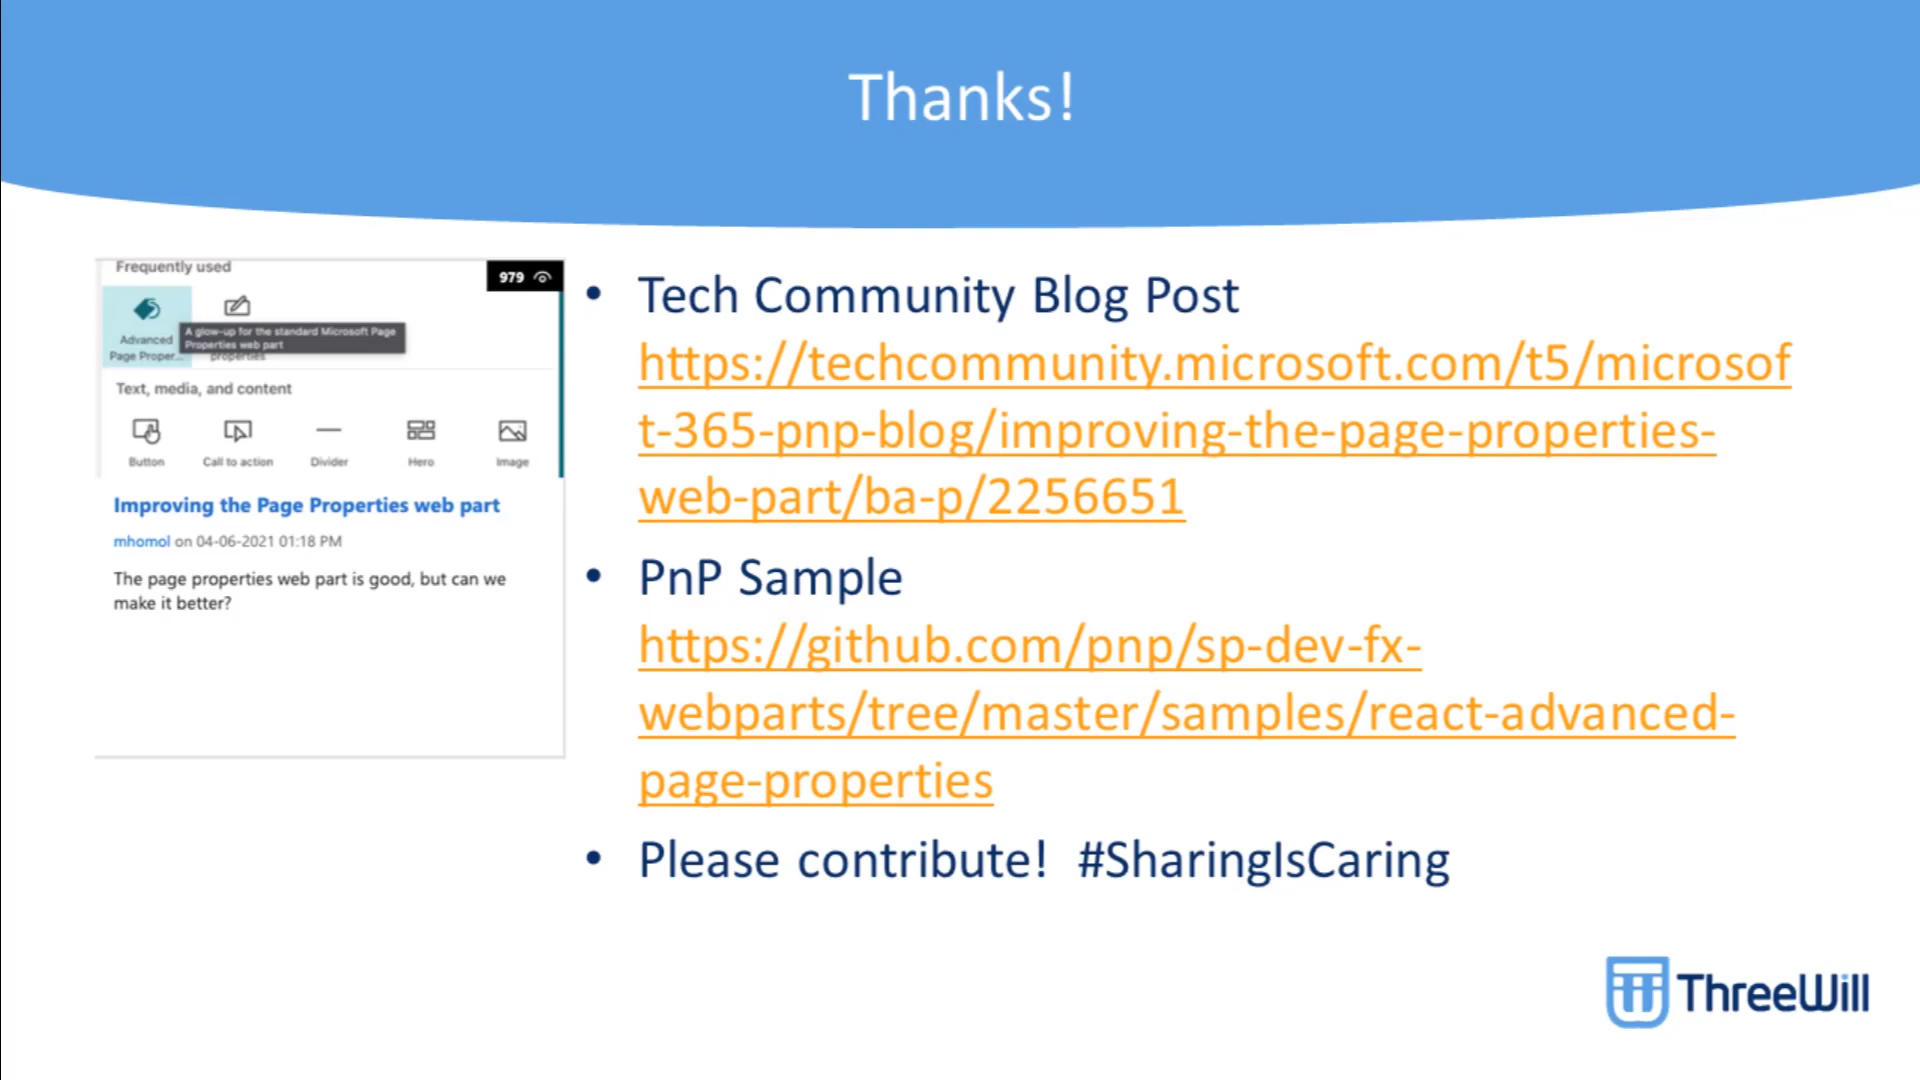 Thanks!
Frequently used
979
Advanced
Page Proper...
A glow-up for the standard Microsoft Page
Properties web part
properties
Text, media, and content
Button
Call to action
Divider
Hero
Image
Improving the Page Properties web part
mhomol on 04-06-2021 01:18 PM
The page properties web part is good, but can we
make it better?
• Tech Community Blog Post
https://techcommunity.microsoft.com/t5/microsof
t-365-pnp-blog/improving-the-page-properties-
web-part/ba-p/2256651
• PnP Sample
https://github.com/pnp/sp-dev-fx-
webparts/tree/master/samples/react-advanced-
page-properties
• Please contribute!  #SharingIsCaring
ThreeWill